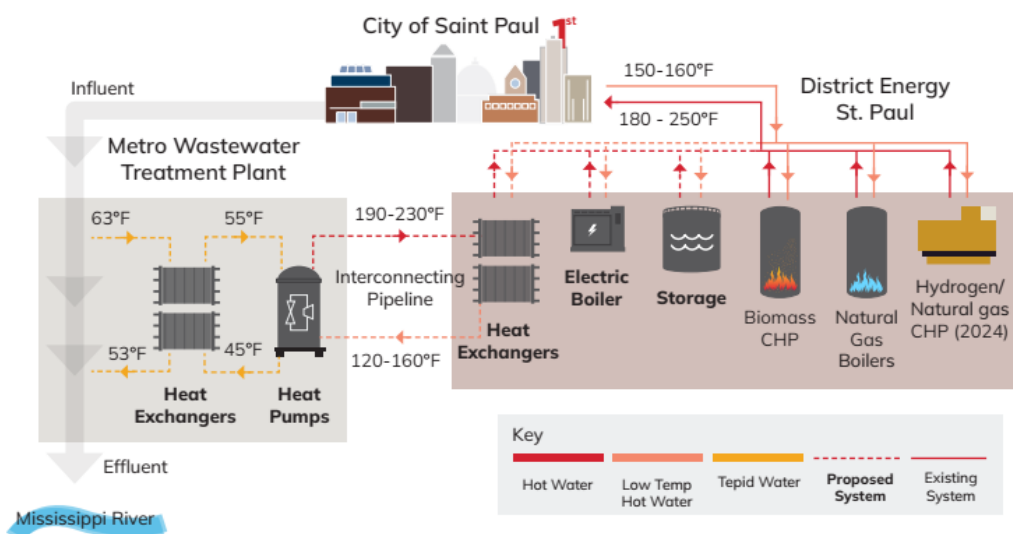 City of Saint Paul
1st
150-160°F
District Energy
St. Paul
Influent
180 - 250°F
Metro Wastewater
Treatment Plant
63°F
55°F
190-230°F
Interconnecting
Pipeline
Electric
Boiler
Storage
Biomass
CHP
Natural
Gas
Boilers
Hydrogen/
Natural gas
CHP (2024)
Heat
Exchangers
53°F
45°F
120-160°F
Heat
Exchangers
Heat
Pumps
Key
Hot Water
Low Temp
Hot Water
Tepid Water
Proposed
System
Existing
System
Effluent
Mississippi River